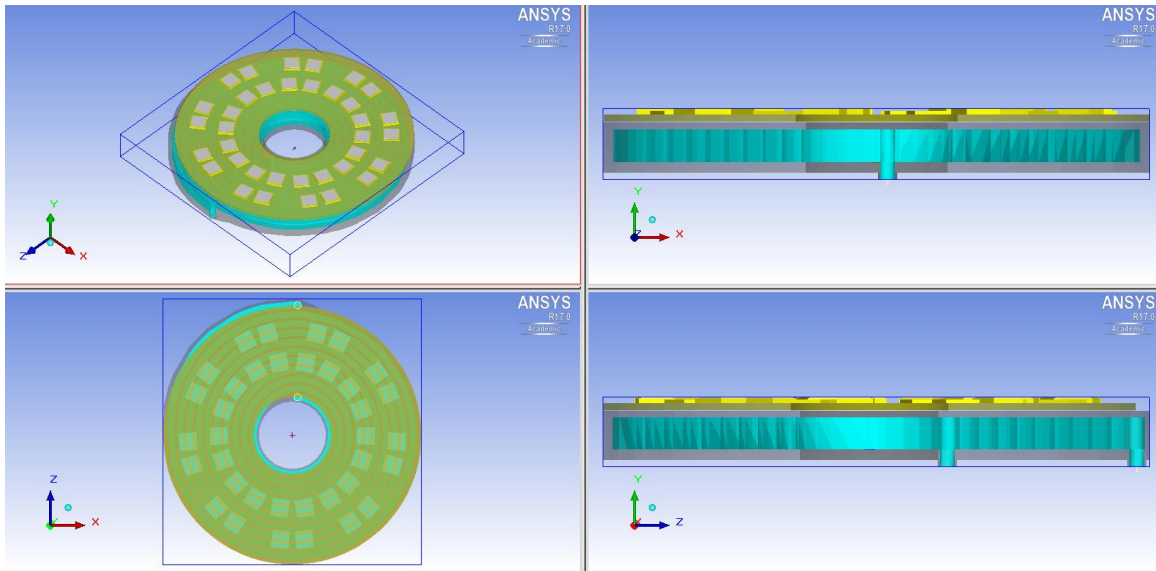 ANSYS
R17.0
Academic
Y
Z
X
ANSYS
R17.0
Academic
Y
Z
X
ANSYS
R17.0
Academic
Z
Y
X
ANSYS
R17.0
Academic
Y
X
Z